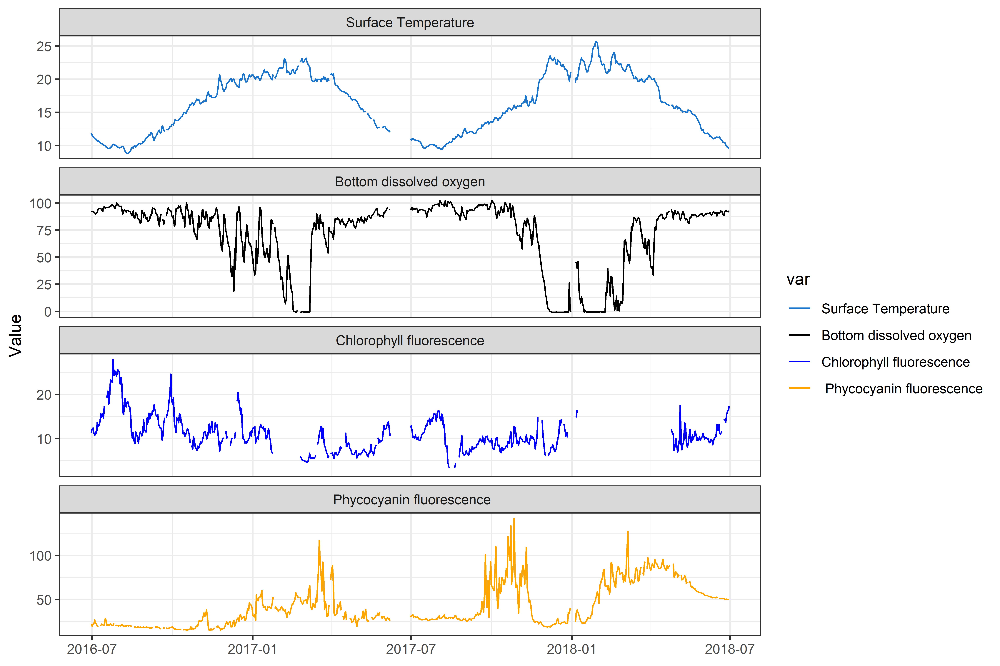 Surface Temperature
25
20
15
10
Bottom dissolved oxygen
100
75
50
25
0
Chlorophyll fluorescence
20
10
Phycocyanin fluorescence
100
50
2016-07
2017-01
2017-07
2018-01
2018-07
Value
var
Surface Temperature
Bottom dissolved oxygen
Chlorophyll fluorescence
Phycocyanin fluorescence